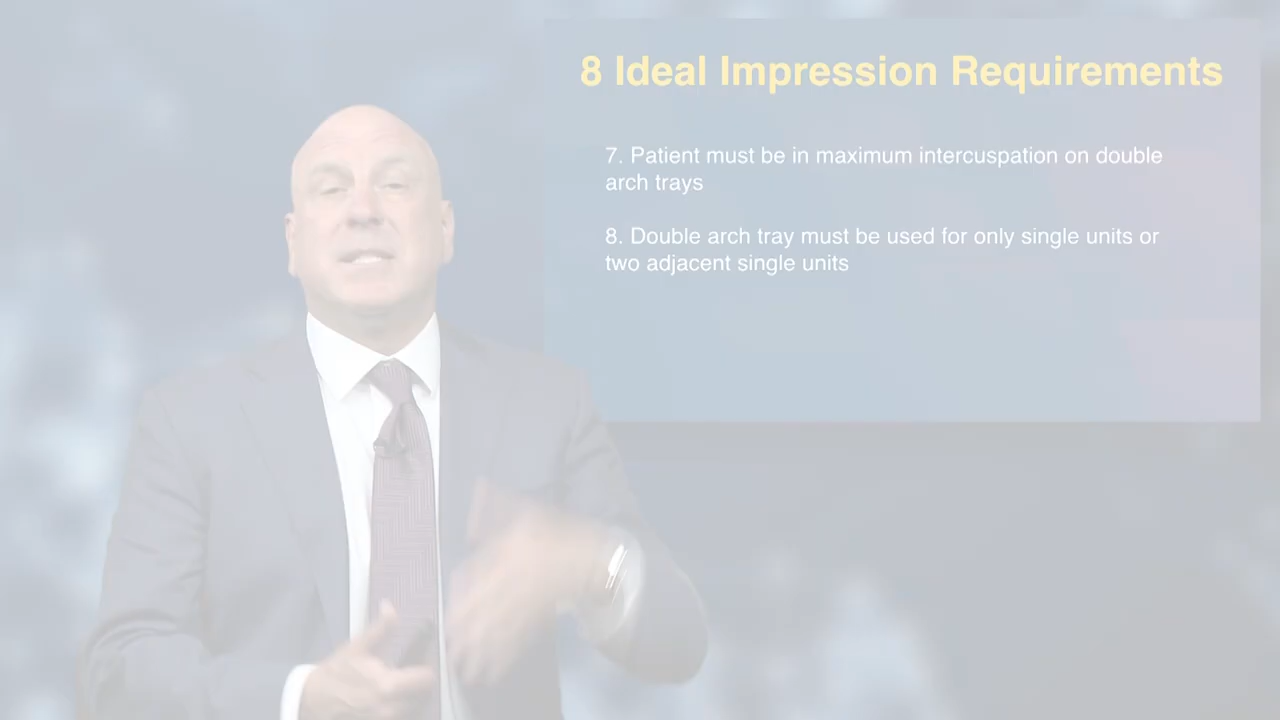 8 Ideal Impression Requirements
7. Patient must be in maximum intercuspation on double
arch trays
8. Double arch tray must be used for only single units or
two adjacent single units